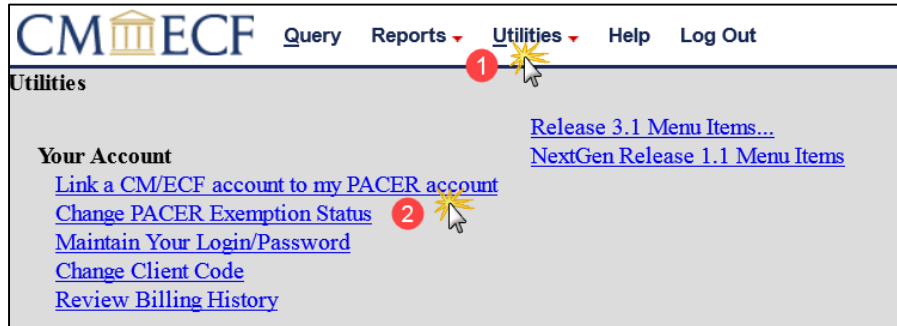 CM ECF Query Reports Utilities Help Log Out
1
Utilities
Release 3.1 Menu Items...
Your Account
NextGen Release 1.1 Menu Items
Link a CM/ECF account to my PACER account
Change PACER Exemption Status 2
Maintain Your Login/Password
Change Client Code
Review Billing History